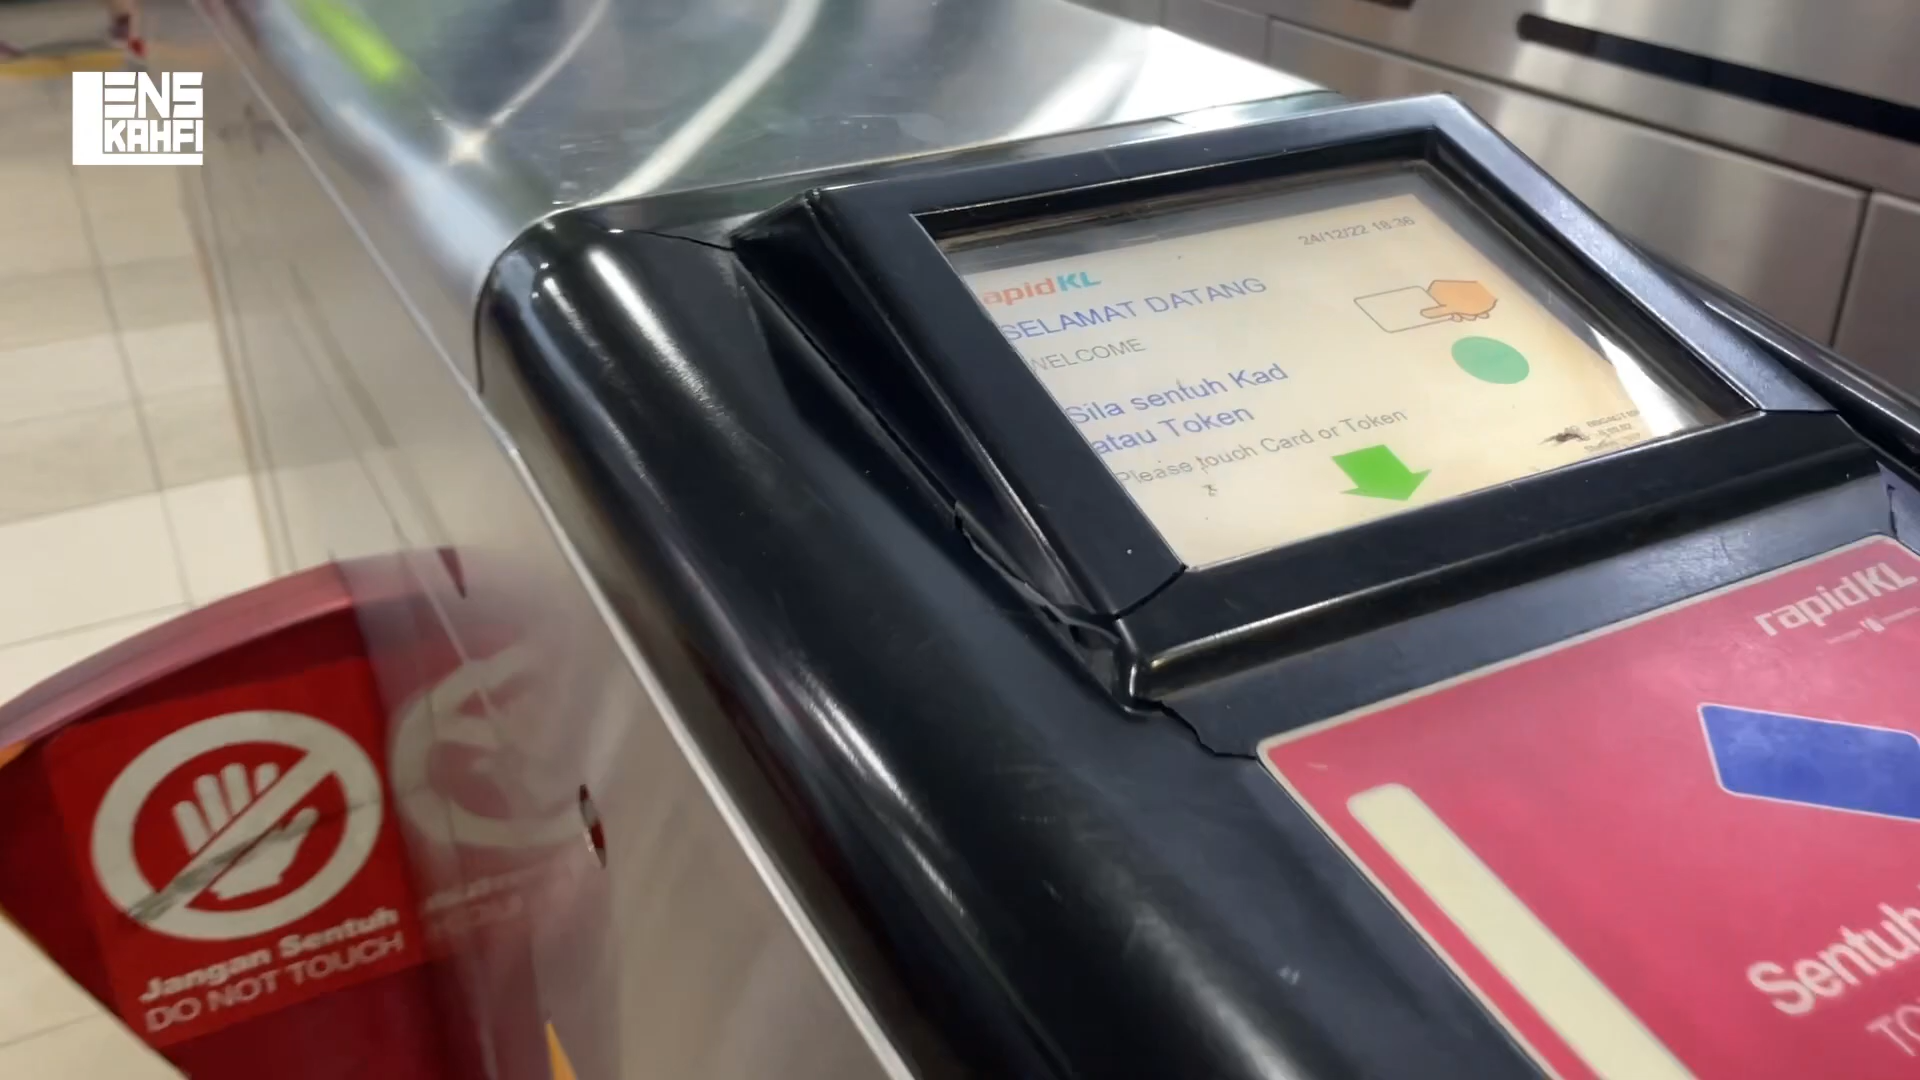 LENS
KAHFI
24/12/22 18:36
rapidKL
SELAMAT DATANG
WELCOME
Sila sentuh Kad
atau Token
Please touch Card or Token
rapidKL
Sentuh
Jangan Sentuh
DO NOT TOUCH